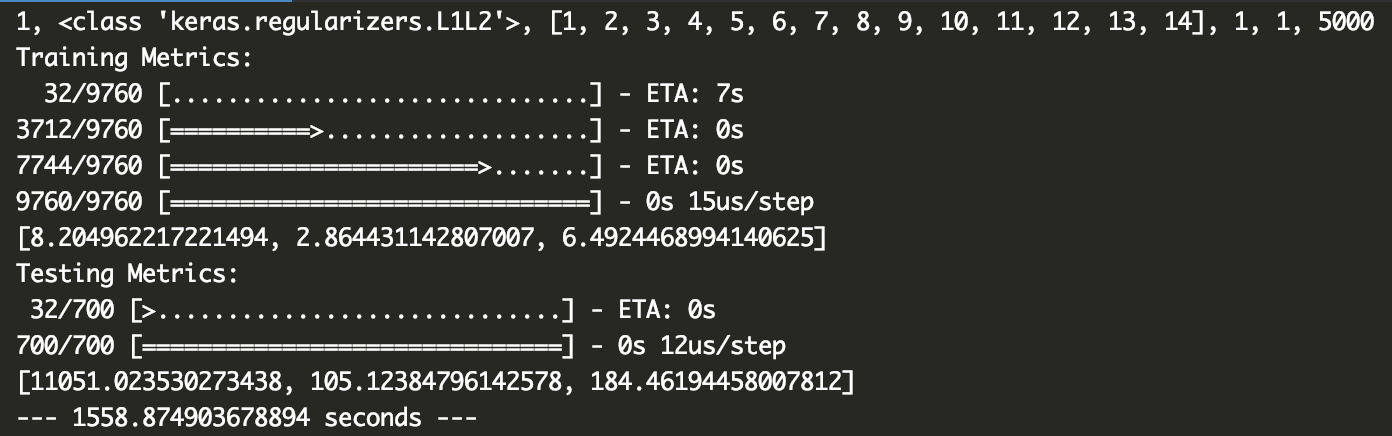 1, <class 'keras.regularizers.L1L2'>, [1, 2, 3, 4, 5, 6, 7, 8, 9, 10, 11, 12, 13, 14], 1, 1, 5000
Training Metrics:
  32/9760 [..............................] - ETA: 7s
3712/9760 [==========>...................] - ETA: 0s
7744/9760 [======================>.......] - ETA: 0s
9760/9760 [==============================] - 0s 15us/step
[8.204962217221494, 2.864431142807007, 6.4924468994140625]
Testing Metrics:
 32/700 [>.............................] - ETA: 0s
700/700 [==============================] - 0s 12us/step
[11051.023530273438, 105.12384796142578, 184.46194458007812]
--- 1558.874903678894 seconds ---